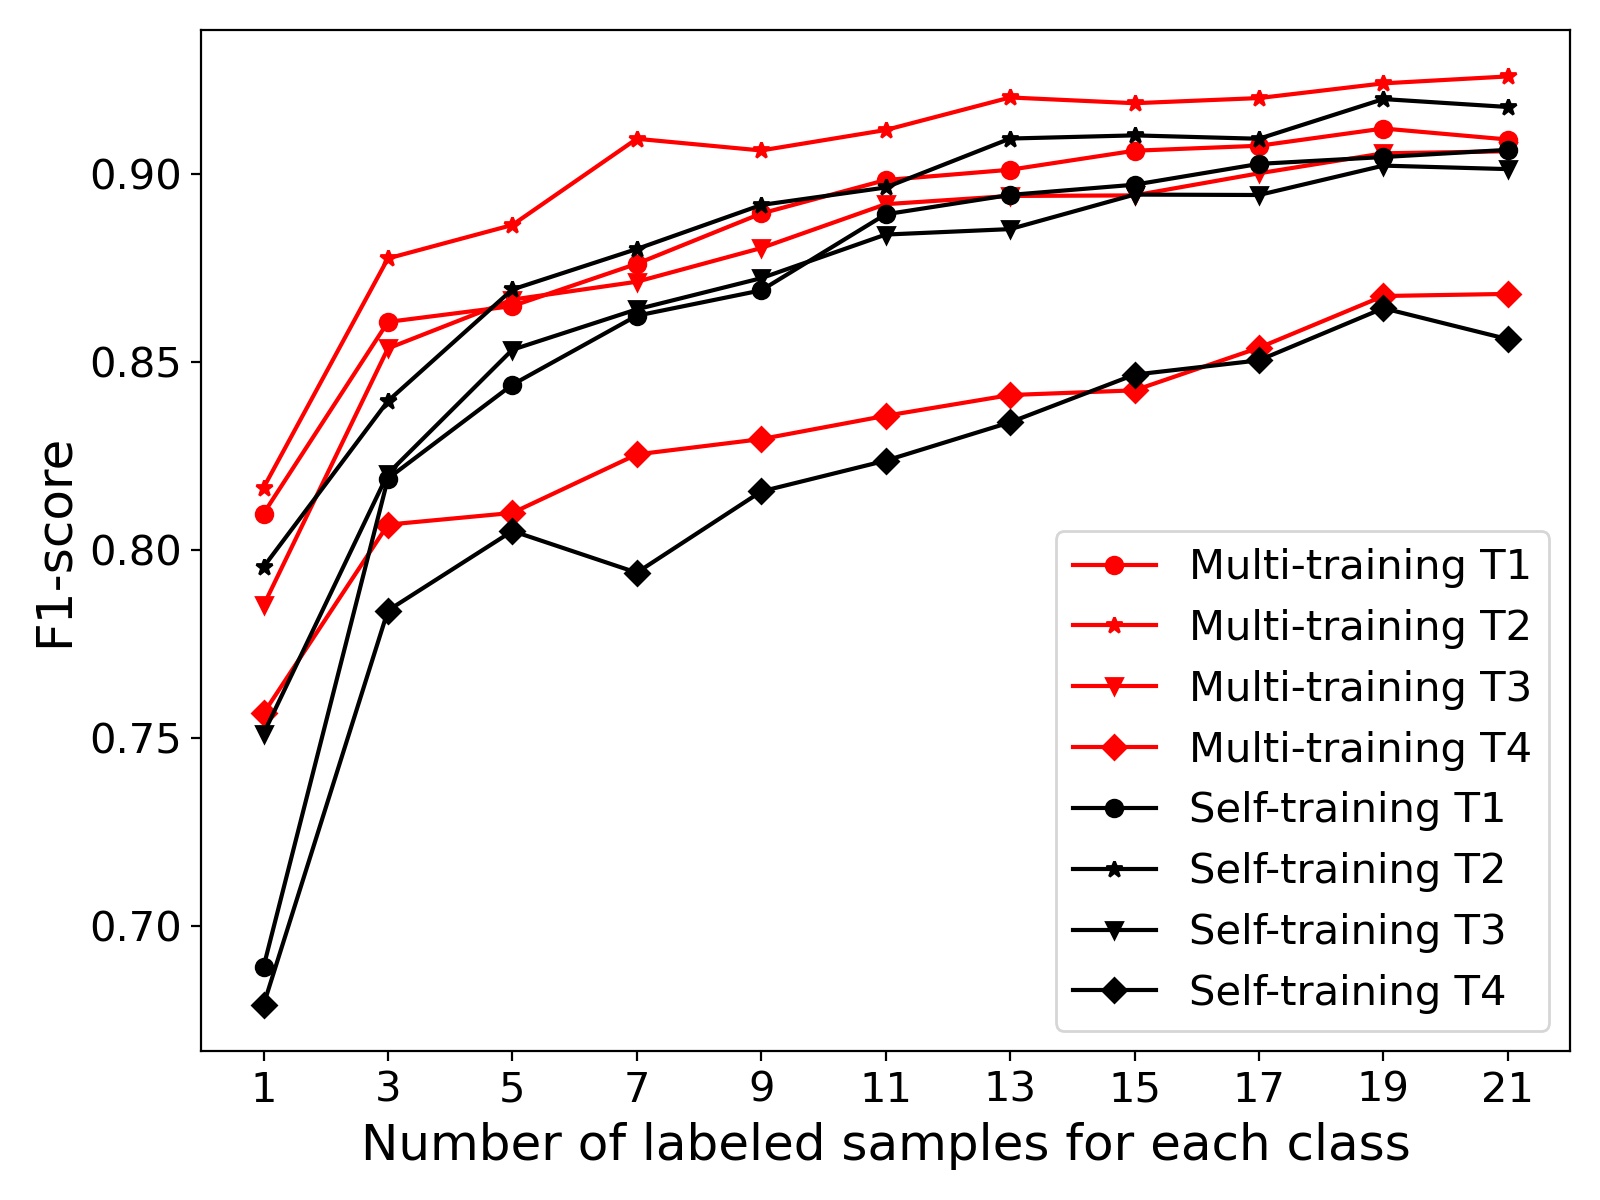 F1-score
0.90
0.85
0.80
0.75
0.70
Multi-training T1
Multi-training T2
Multi-training T3
Multi-training T4
Self-training T1
Self-training T2
Self-training T3
Self-training T4
1 3 5 7 9 11 13 15 17 19 21
Number of labeled samples for each class